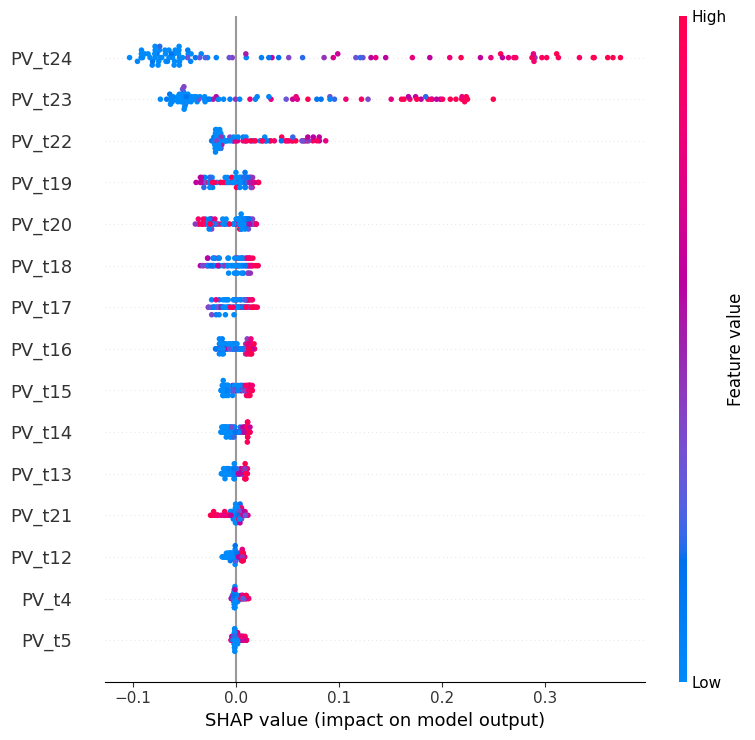 High
PV_t24
PV_t23
PV_t22
PV_t19
PV_t20
PV_t18
PV_t17
PV_t16
PV_t15
PV_t14
PV_t13
PV_t21
PV_t12
PV_t4
PV_t5
Feature value
Low
−0.1 0.0 0.1 0.2 0.3
SHAP value (impact on model output)